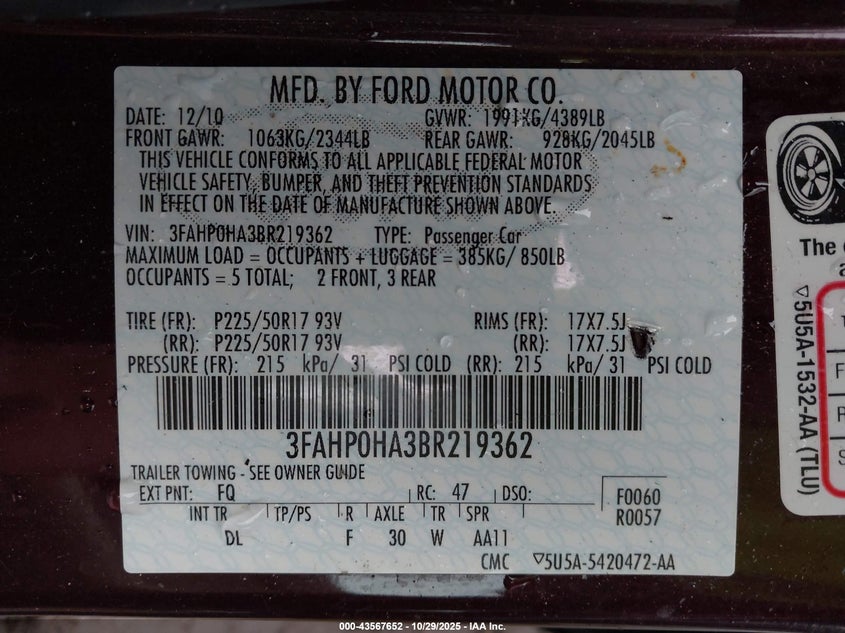 MFD. BY FORD MOTOR CO.
DATE: 12/10 GVWR: 1991KG/4389LB
FRONT GAWR: 1063KG/2344LB REAR GAWR: 928KG/2045LB
THIS VEHICLE CONFORMS TO ALL APPLICABLE FEDERAL MOTOR
VEHICLE SAFETY, BUMPER, AND THEFT PREVENTION STANDARDS
IN EFFECT ON THE DATE OF MANUFACTURE SHOWN ABOVE.
VIN: 3FAHP0HA3BR219362 TYPE: Passenger Car
MAXIMUM LOAD = OCCUPANTS + LUGGAGE = 385KG/ 850LB
OCCUPANTS = 5 TOTAL; 2 FRONT, 3 REAR
TIRE (FR): P225/50R17 93V RIMS (FR): 17X7.5J
(RR): P225/50R17 93V (RR): 17X7.5J
PRESSURE (FR): 215 kPa/ 31 PSI COLD (RR): 215 kPa/ 31 PSI COLD
3FAHP0HA3BR219362
TRAILER TOWING - SEE OWNER GUIDE
EXT PNT: FQ RC: 47 DSO: F0060
INT TR TP/PS R AXLE TR SPR R0057
DL F 30 W AA11
CMC ▽5U5A-5420472-AA
The
▽5U5A-1532-AA (TLU)
F
R
S
000-43567652 - 10/29/2025 - IAA Inc.